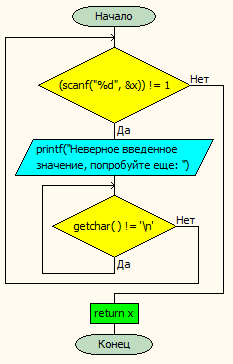 Начало
(scanf("%d", &x)) != 1
Нет
Да
printf("Неверное введенное
значение, попробуйте еще: ")
getchar( ) != '\n'
Нет
Да
return x
Конец